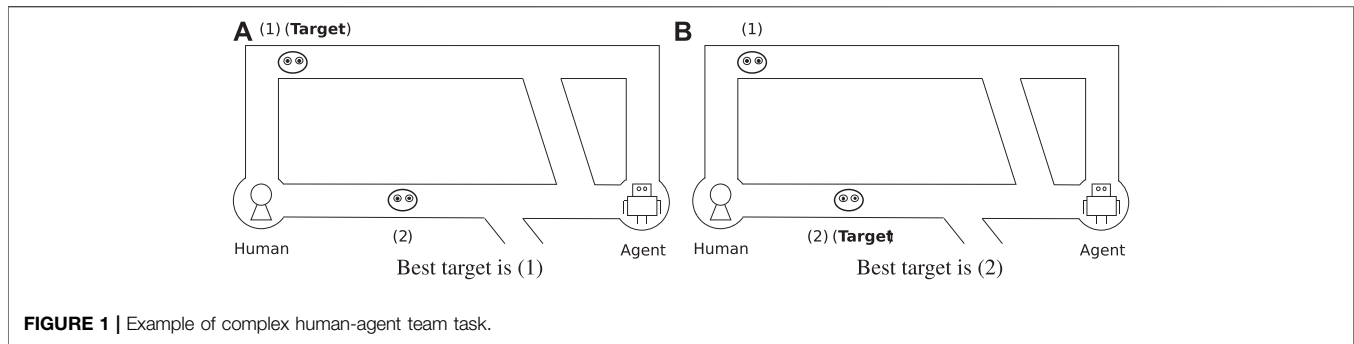 A (1) (Target)
(2)
Human
Agent
Best target is (1)
B (1)
(2) (Target)
Human
Agent
Best target is (2)
FIGURE 1 | Example of complex human-agent team task.